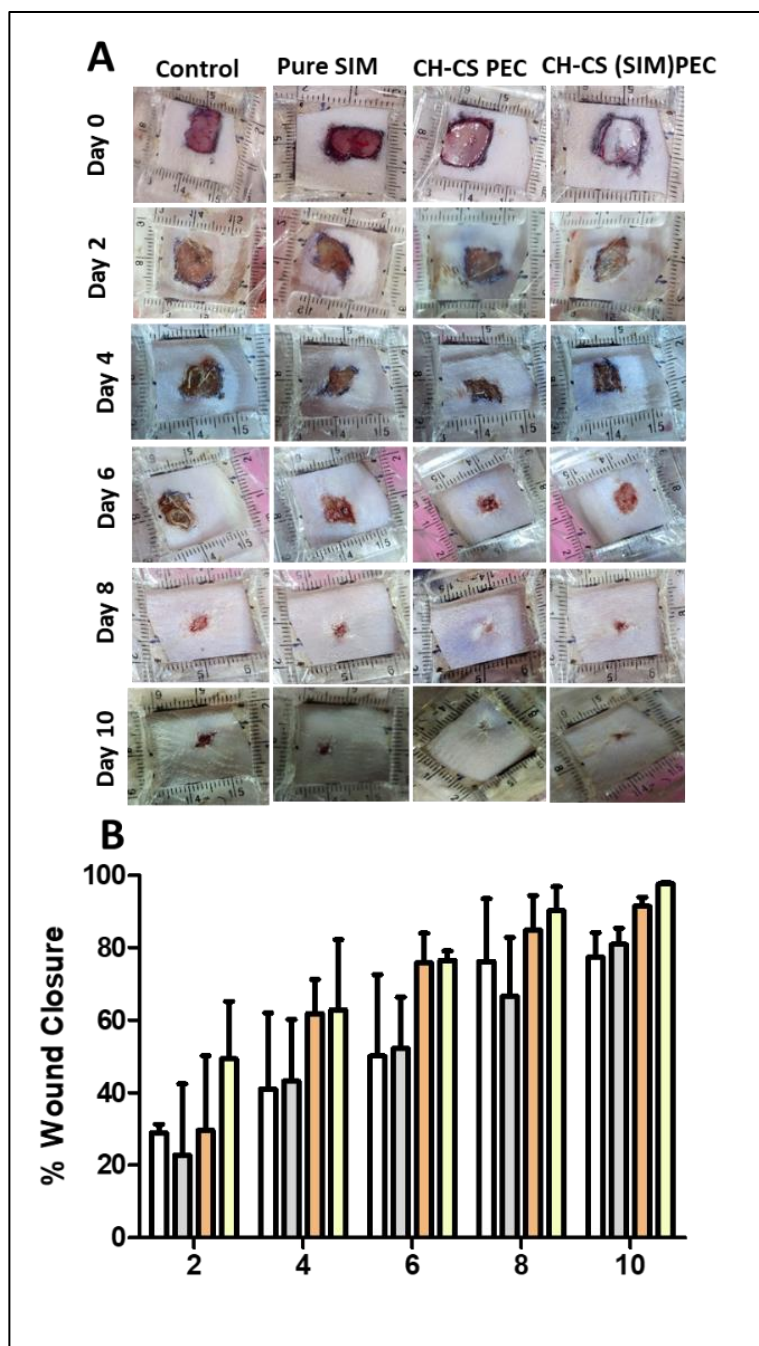 A
Control Pure SIM CH-CS PEC CH-CS (SIM)PEC
Day 0
Day 2
Day 4
Day 6
Day 8
Day 10
B
% Wound Closure
100
80
60
40
20
0
2 4 6 8 10